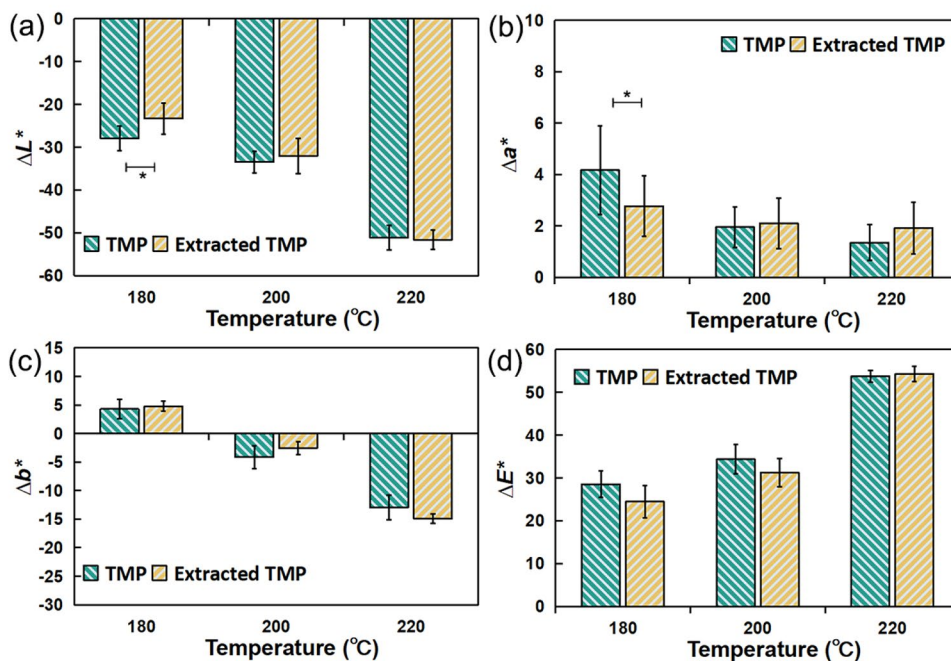 (a)
0
-10
-20
-30
-40
-50
-60
ΔL*
*
TMP Extracted TMP
180 200 220
Temperature (°C)
(b)
10
8
6
4
2
0
Δa*
TMP Extracted TMP
*
180 200 220
Temperature (°C)
(c)
15
10
5
0
-5
-10
-15
-20
-25
-30
Δb*
TMP Extracted TMP
180 200 220
Temperature (°C)
(d)
60
50
40
30
20
10
0
ΔE*
TMP Extracted TMP
180 200 220
Temperature (°C)